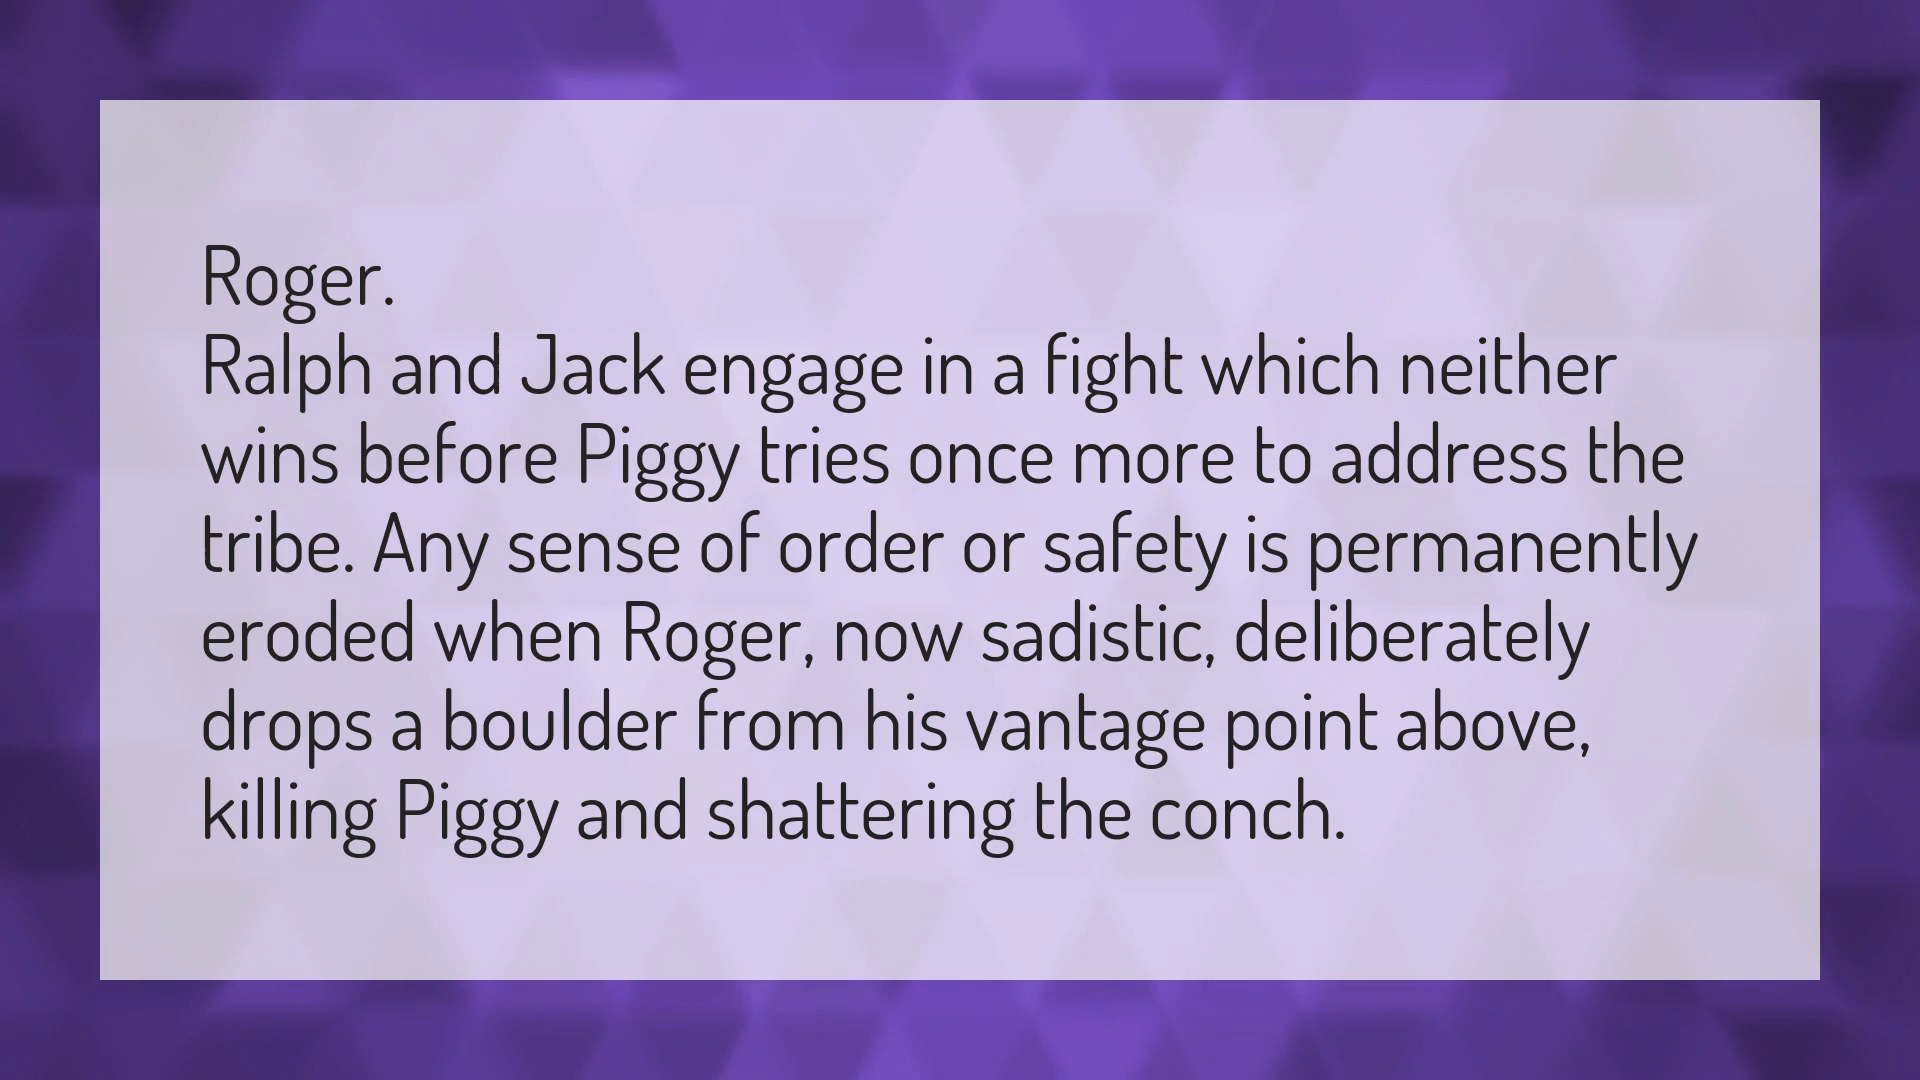 Roger.
Ralph and Jack engage in a fight which neither
wins before Piggy tries once more to address the
tribe. Any sense of order or safety is permanently
eroded when Roger, now sadistic, deliberately
drops a boulder from his vantage point above,
killing Piggy and shattering the conch.